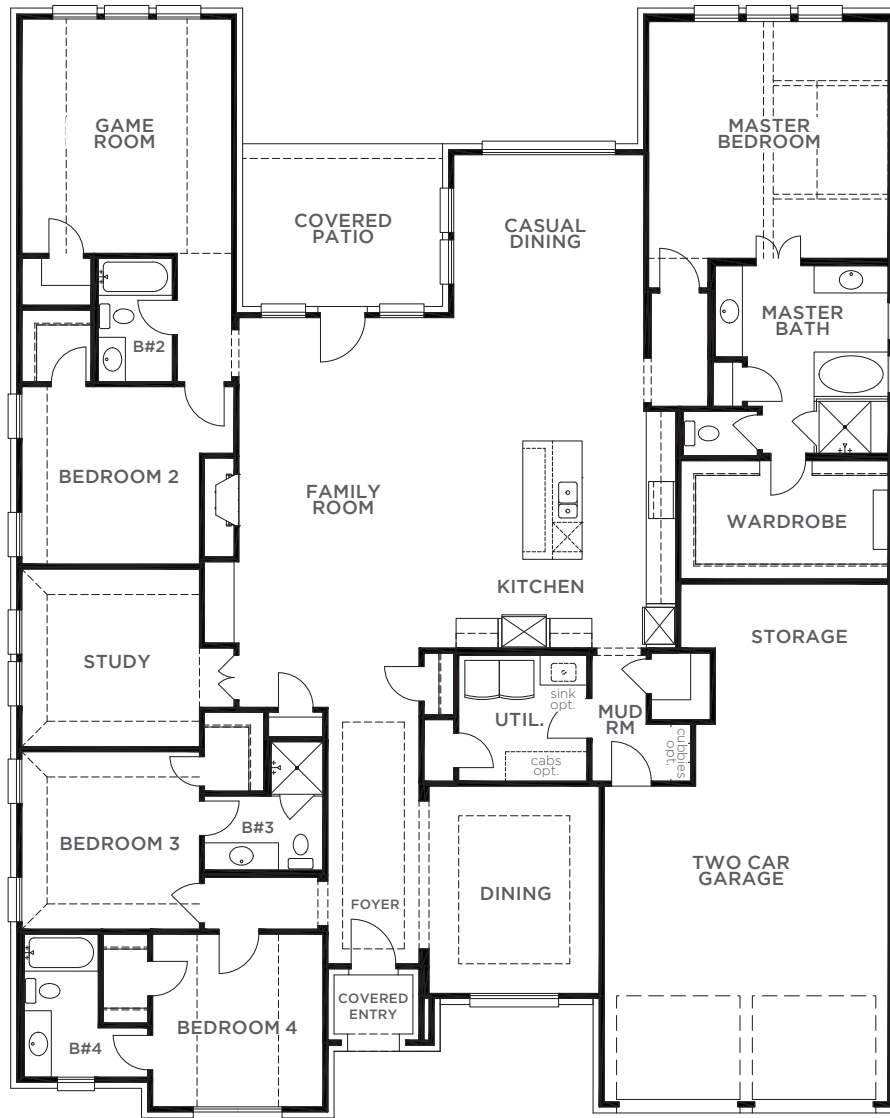 GAME
ROOM
MASTER
BEDROOM
COVERED
PATIO
CASUAL
DINING
MASTER
BATH
B#2
BEDROOM 2
FAMILY
ROOM
WARDROBE
KITCHEN
STORAGE
STUDY
sink
opt.
UTIL.
MUD
RM
cubbies
opt.
cabs
opt.
B#3
BEDROOM 3
TWO CAR
GARAGE
DINING
FOYER
COVERED
ENTRY
BEDROOM 4
B#4